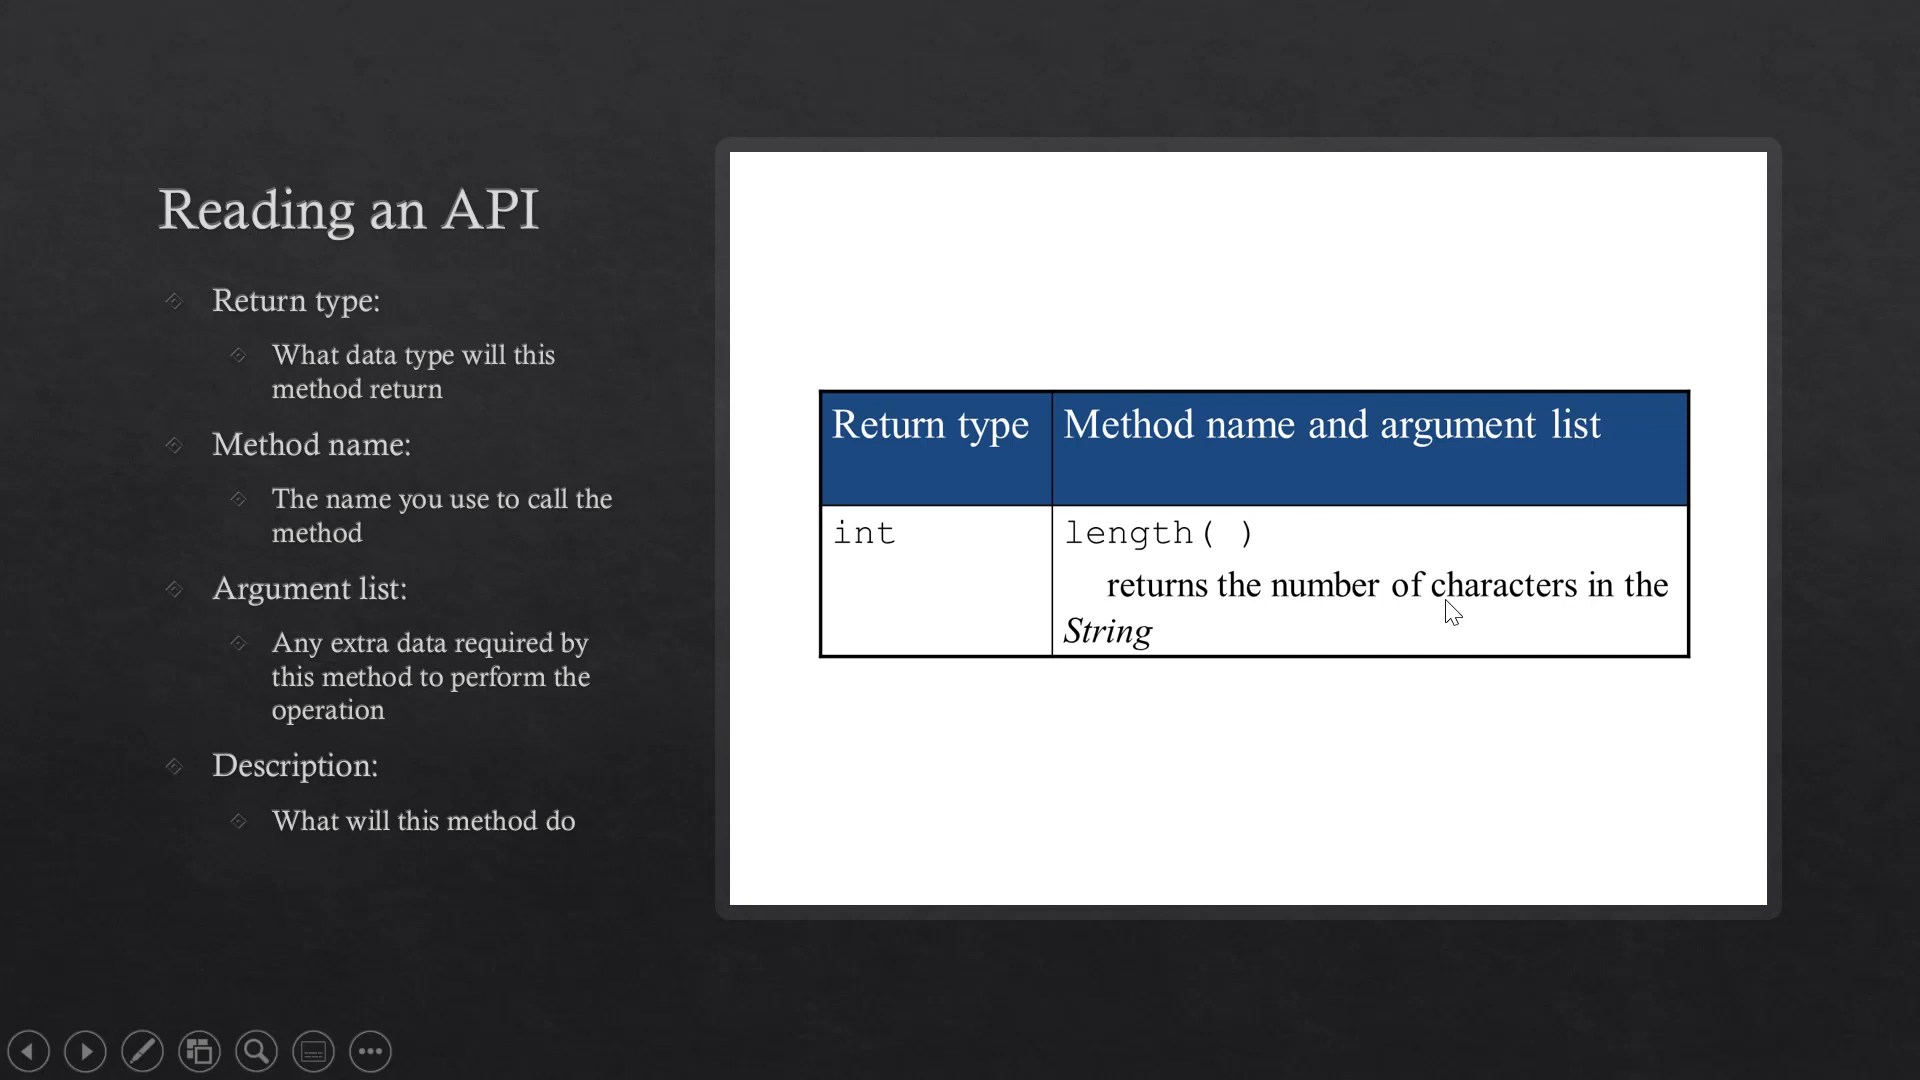 Reading an API
Return type:
What data type will this
method return
Method name:
The name you use to call the
method
Argument list:
Any extra data required by
this method to perform the
operation
Description:
What will this method do
Return type
Method name and argument list
int
length( )
returns the number of characters in the
String